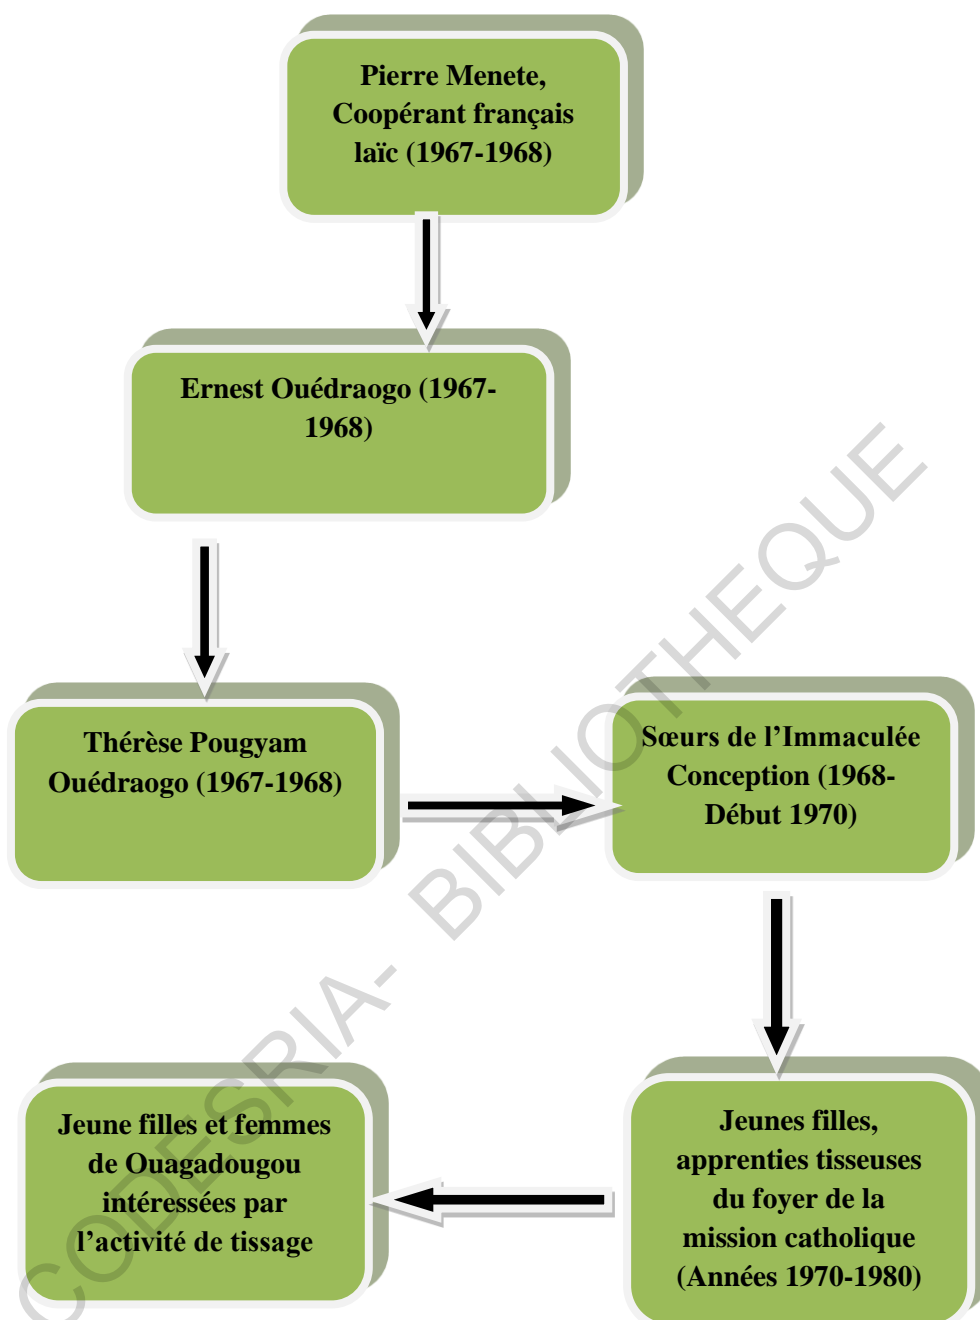 Pierre Menete,
Coopérant français
laïc (1967-1968)
Ernest Ouédraogo (1967-
1968)
Thérèse Pougyam
Ouédraogo (1967-1968)
Sœurs de l’Immaculée
Conception (1968-
Début 1970)
Jeunes filles,
apprenties tisseuses
du foyer de la
mission catholique
(Années 1970-1980)
Jeune filles et femmes
de Ouagadougou
intéressées par
l’activité de tissage
CODESRIA- BIBLIOTHEQUE